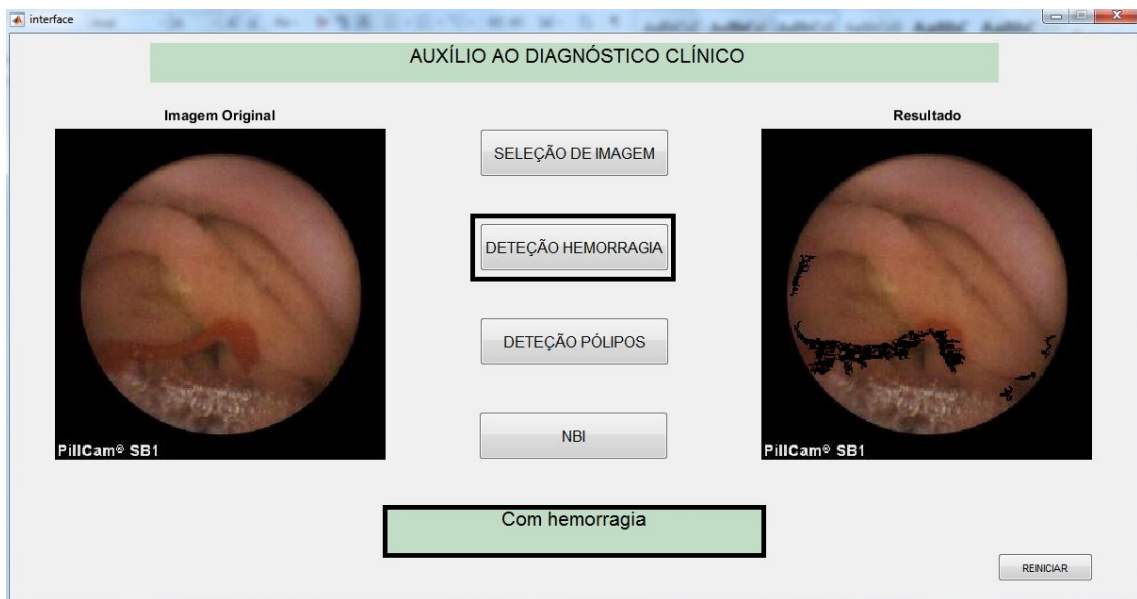 interface
AUXÍLIO AO DIAGNÓSTICO CLÍNICO
Imagem Original
Resultado
SELEÇÃO DE IMAGEM
DETEÇÃO HEMORRAGIA
DETEÇÃO PÓLIPOS
NBI
PillCam® SB1
PillCam® SB1
Com hemorragia
REINICIAR